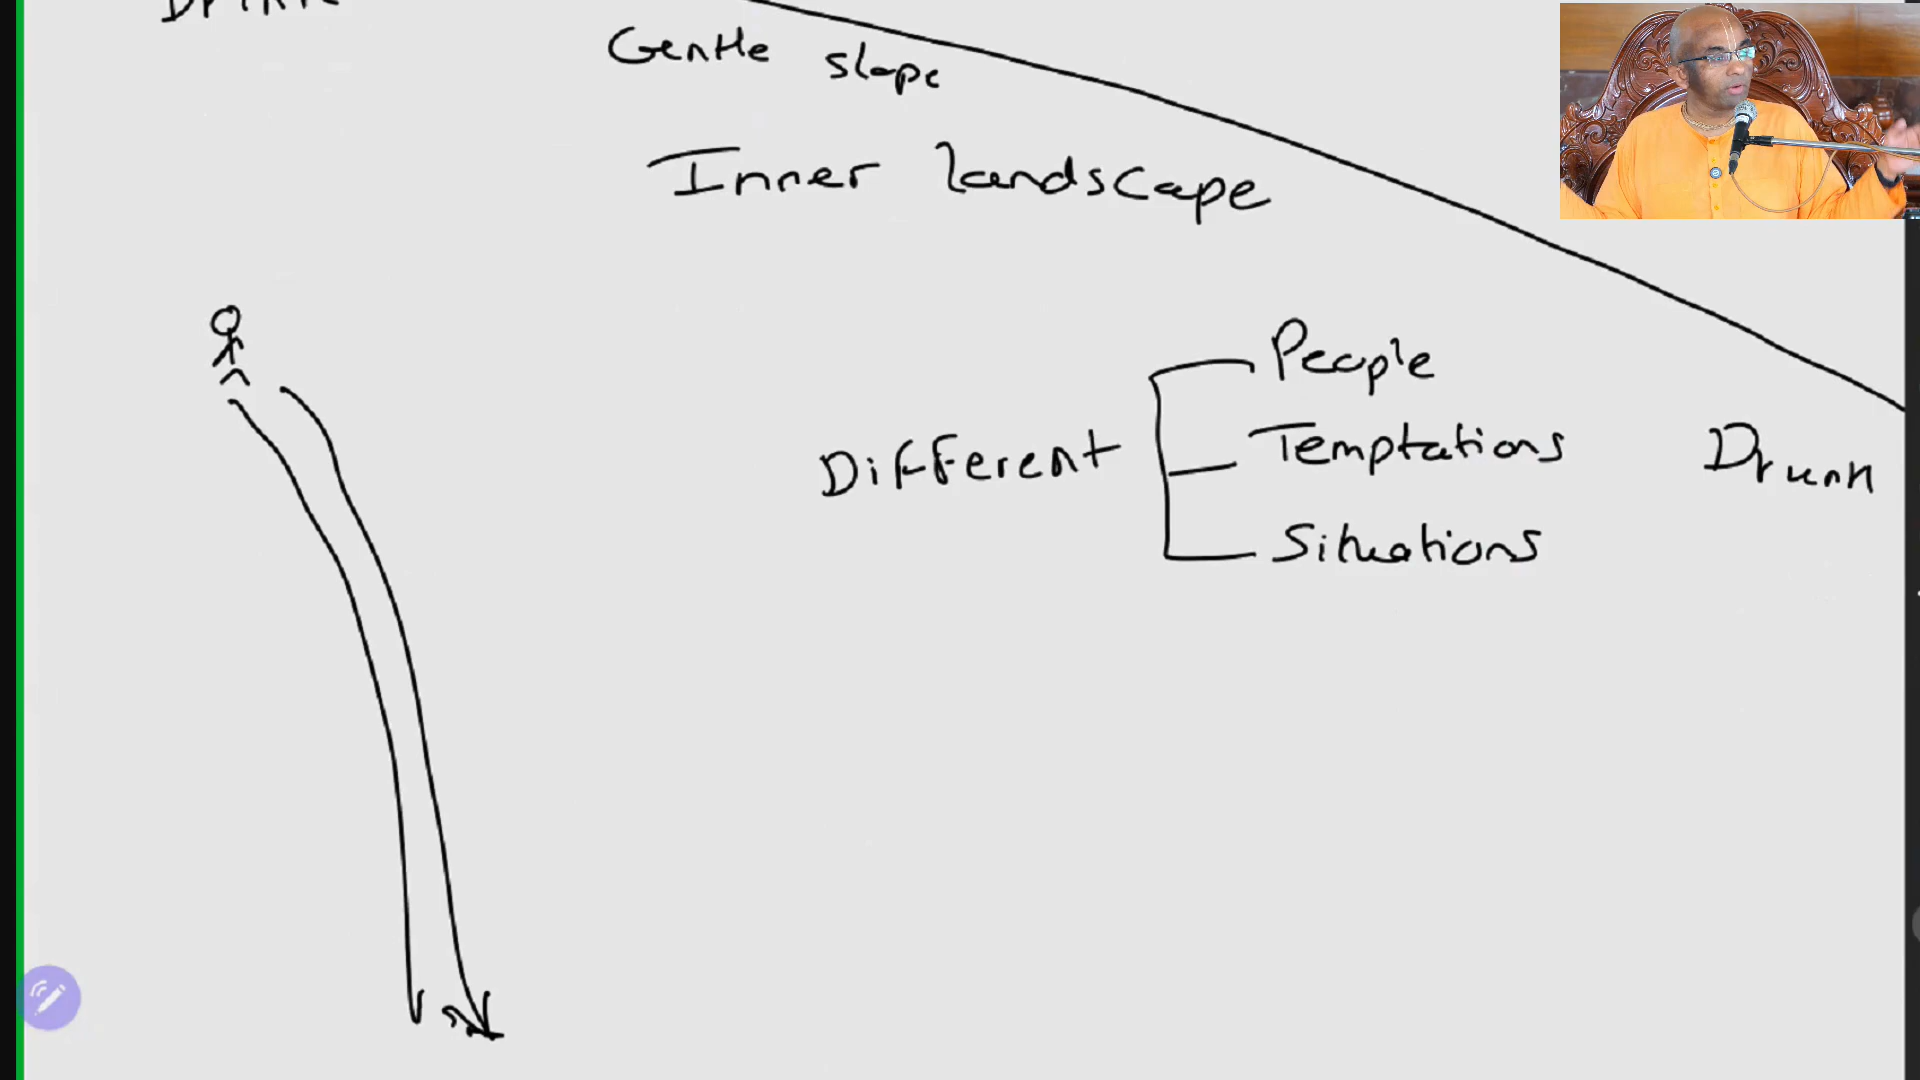 Gentle slope
Inner landscape
People
Different
Temptations
Drunk
Situations